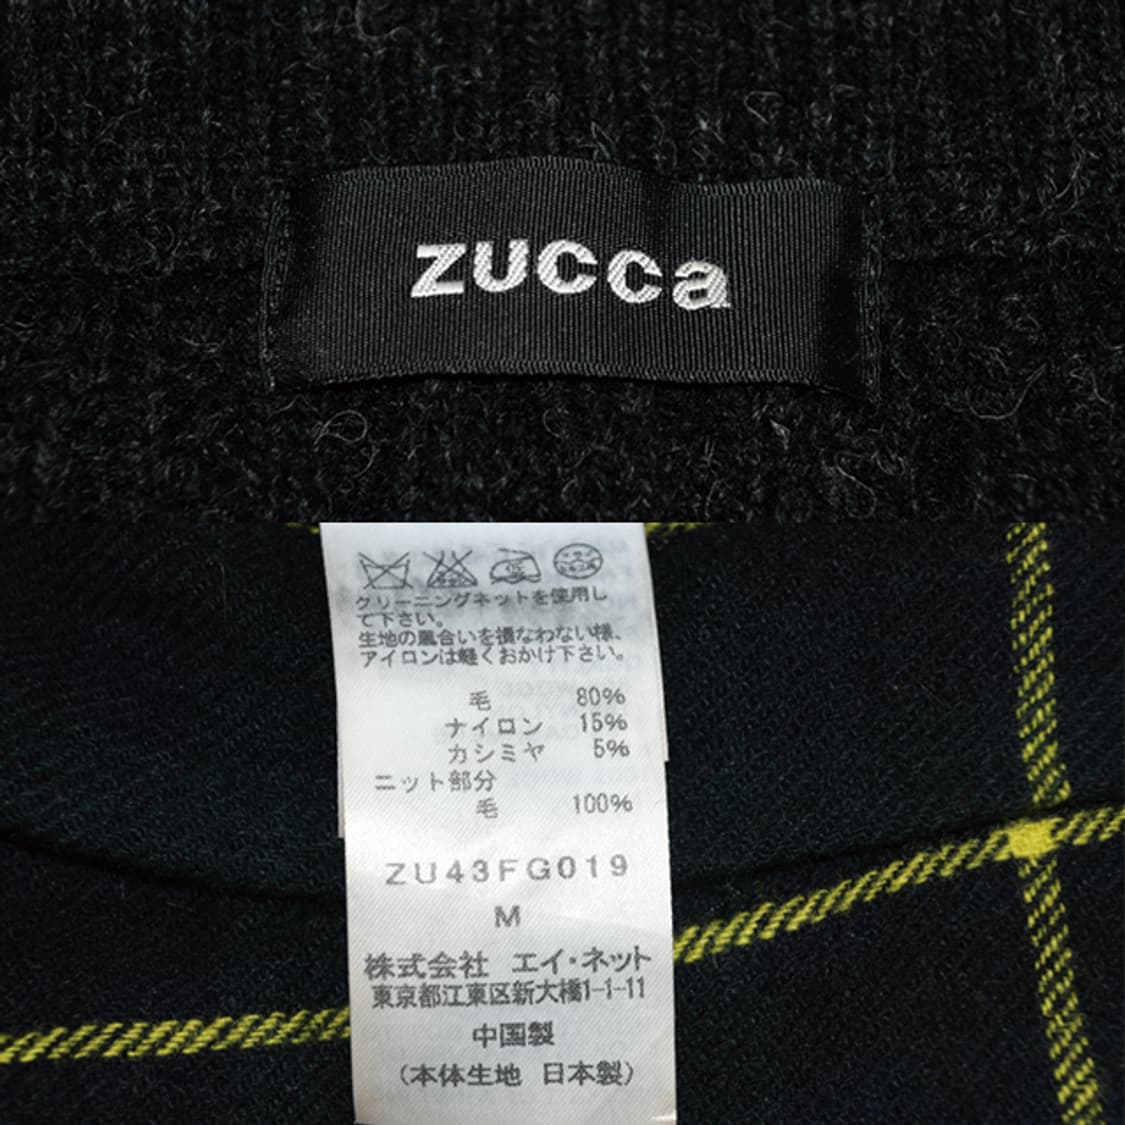 ZUCCa
クリーニングネットを使用し
て下さい。
生地の風合いを損なわない様、
アイロンは軽くおかけ下さい。
毛 80%
ナイロン 15%
カシミヤ 5%
ニット部分
毛 100%
ZU43FG019
M
株式会社 エイ・ネット
東京都江東区新大橋1-1-11
中国製
(本体生地 日本製)